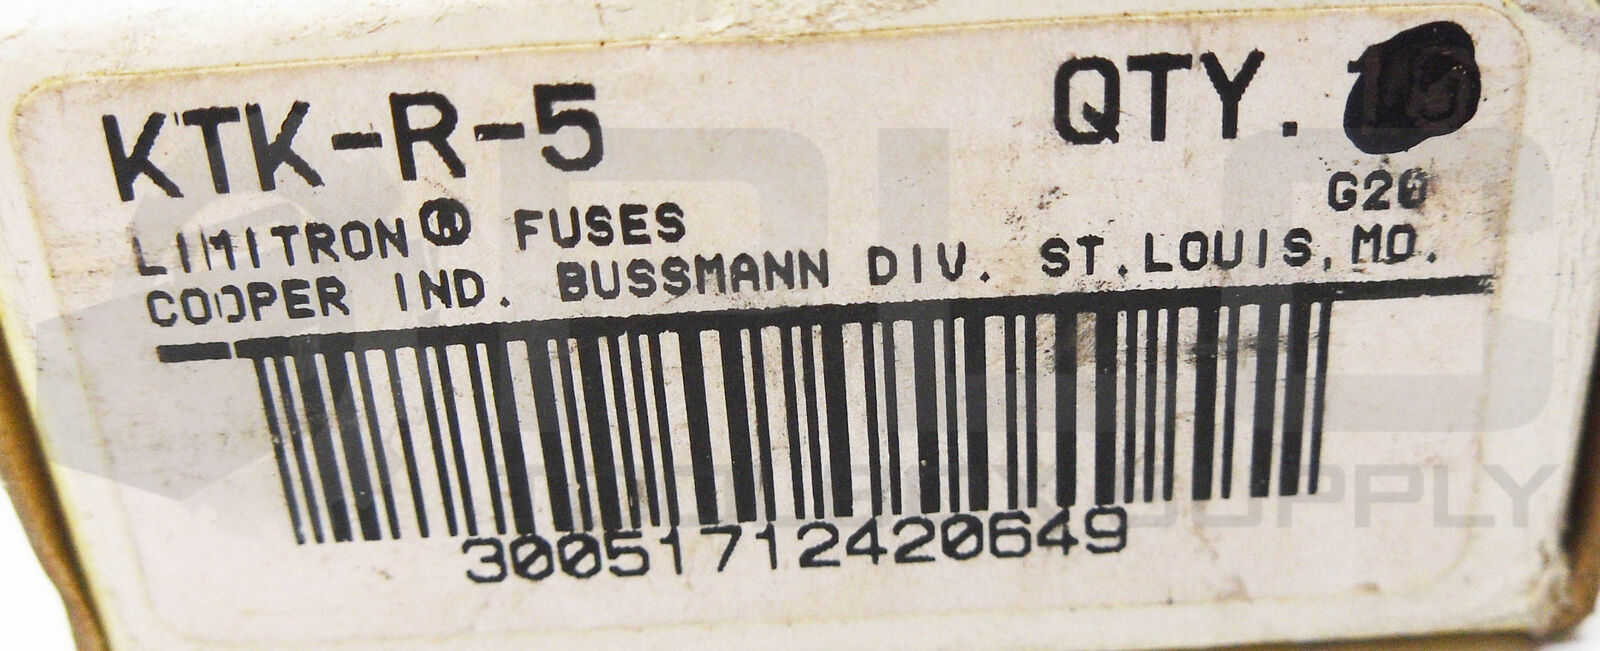 KTK-R-5 QTY.
G20
LIMITRON® FUSES
COOPER IND. BUSSMANN DIV. ST.LOUIS,MO.
30051712420649